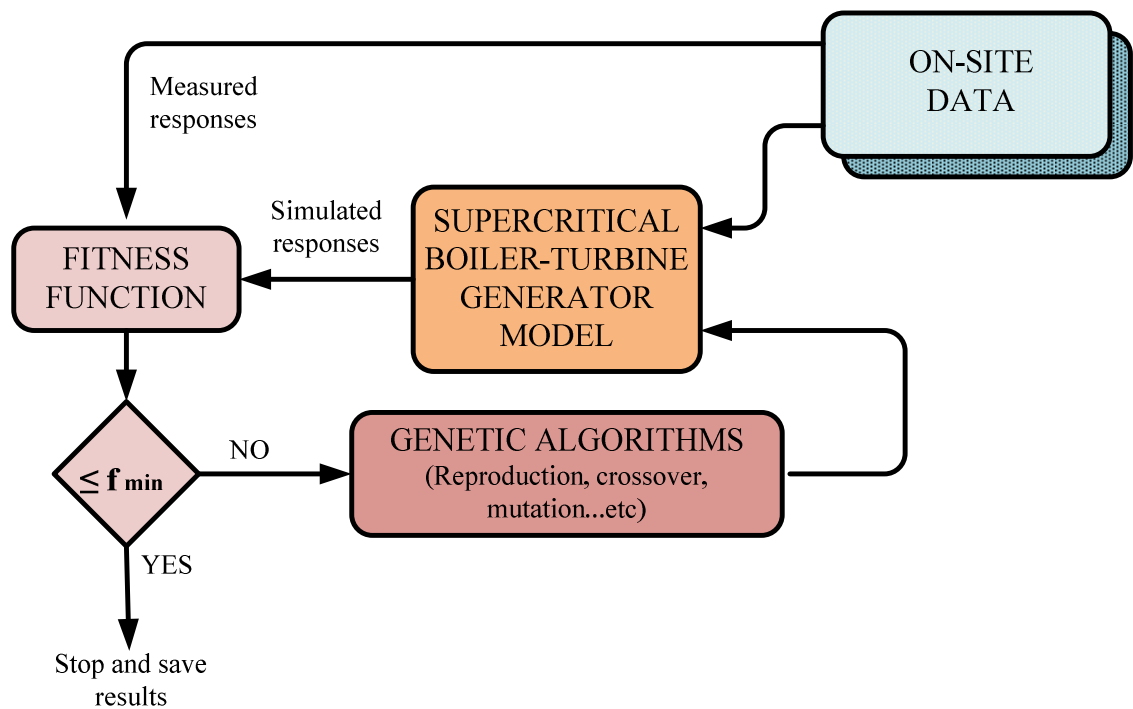 ON-SITE
DATA
Measured
responses
Simulated
responses
SUPERCRITICAL
BOILER-TURBINE
GENERATOR
MODEL
FITNESS
FUNCTION
GENETIC ALGORITHMS
(Reproduction, crossover,
mutation...etc)
NO
≤ f min
YES
Stop and save
results